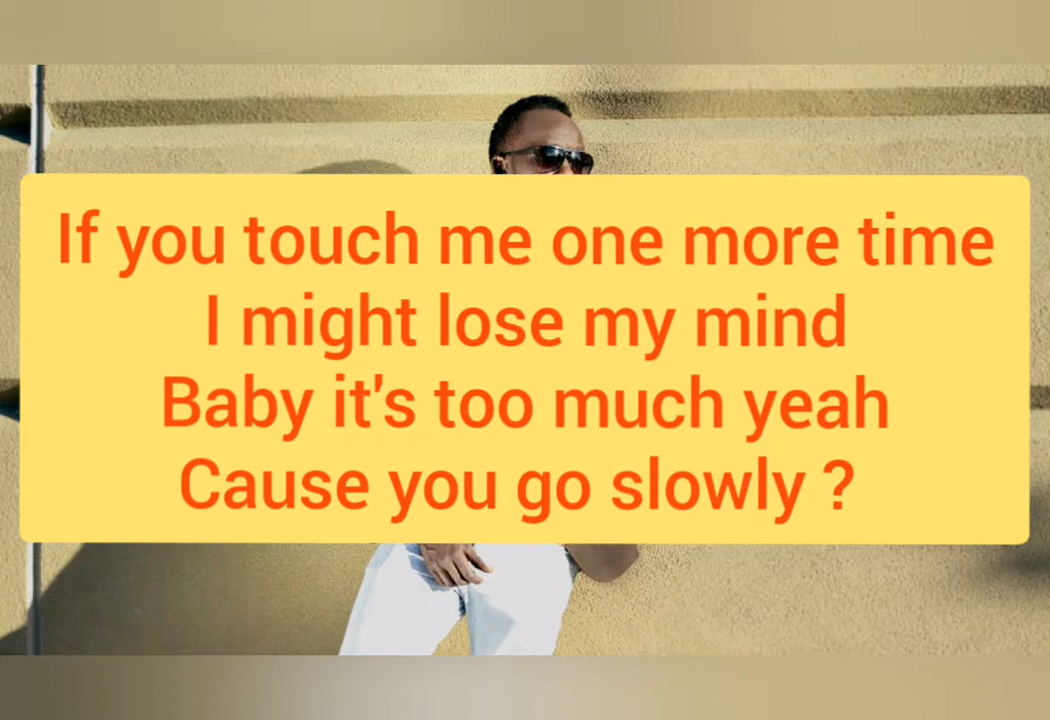 If you touch me one more time
I might lose my mind
Baby it's too much yeah
Cause you go slowly ?